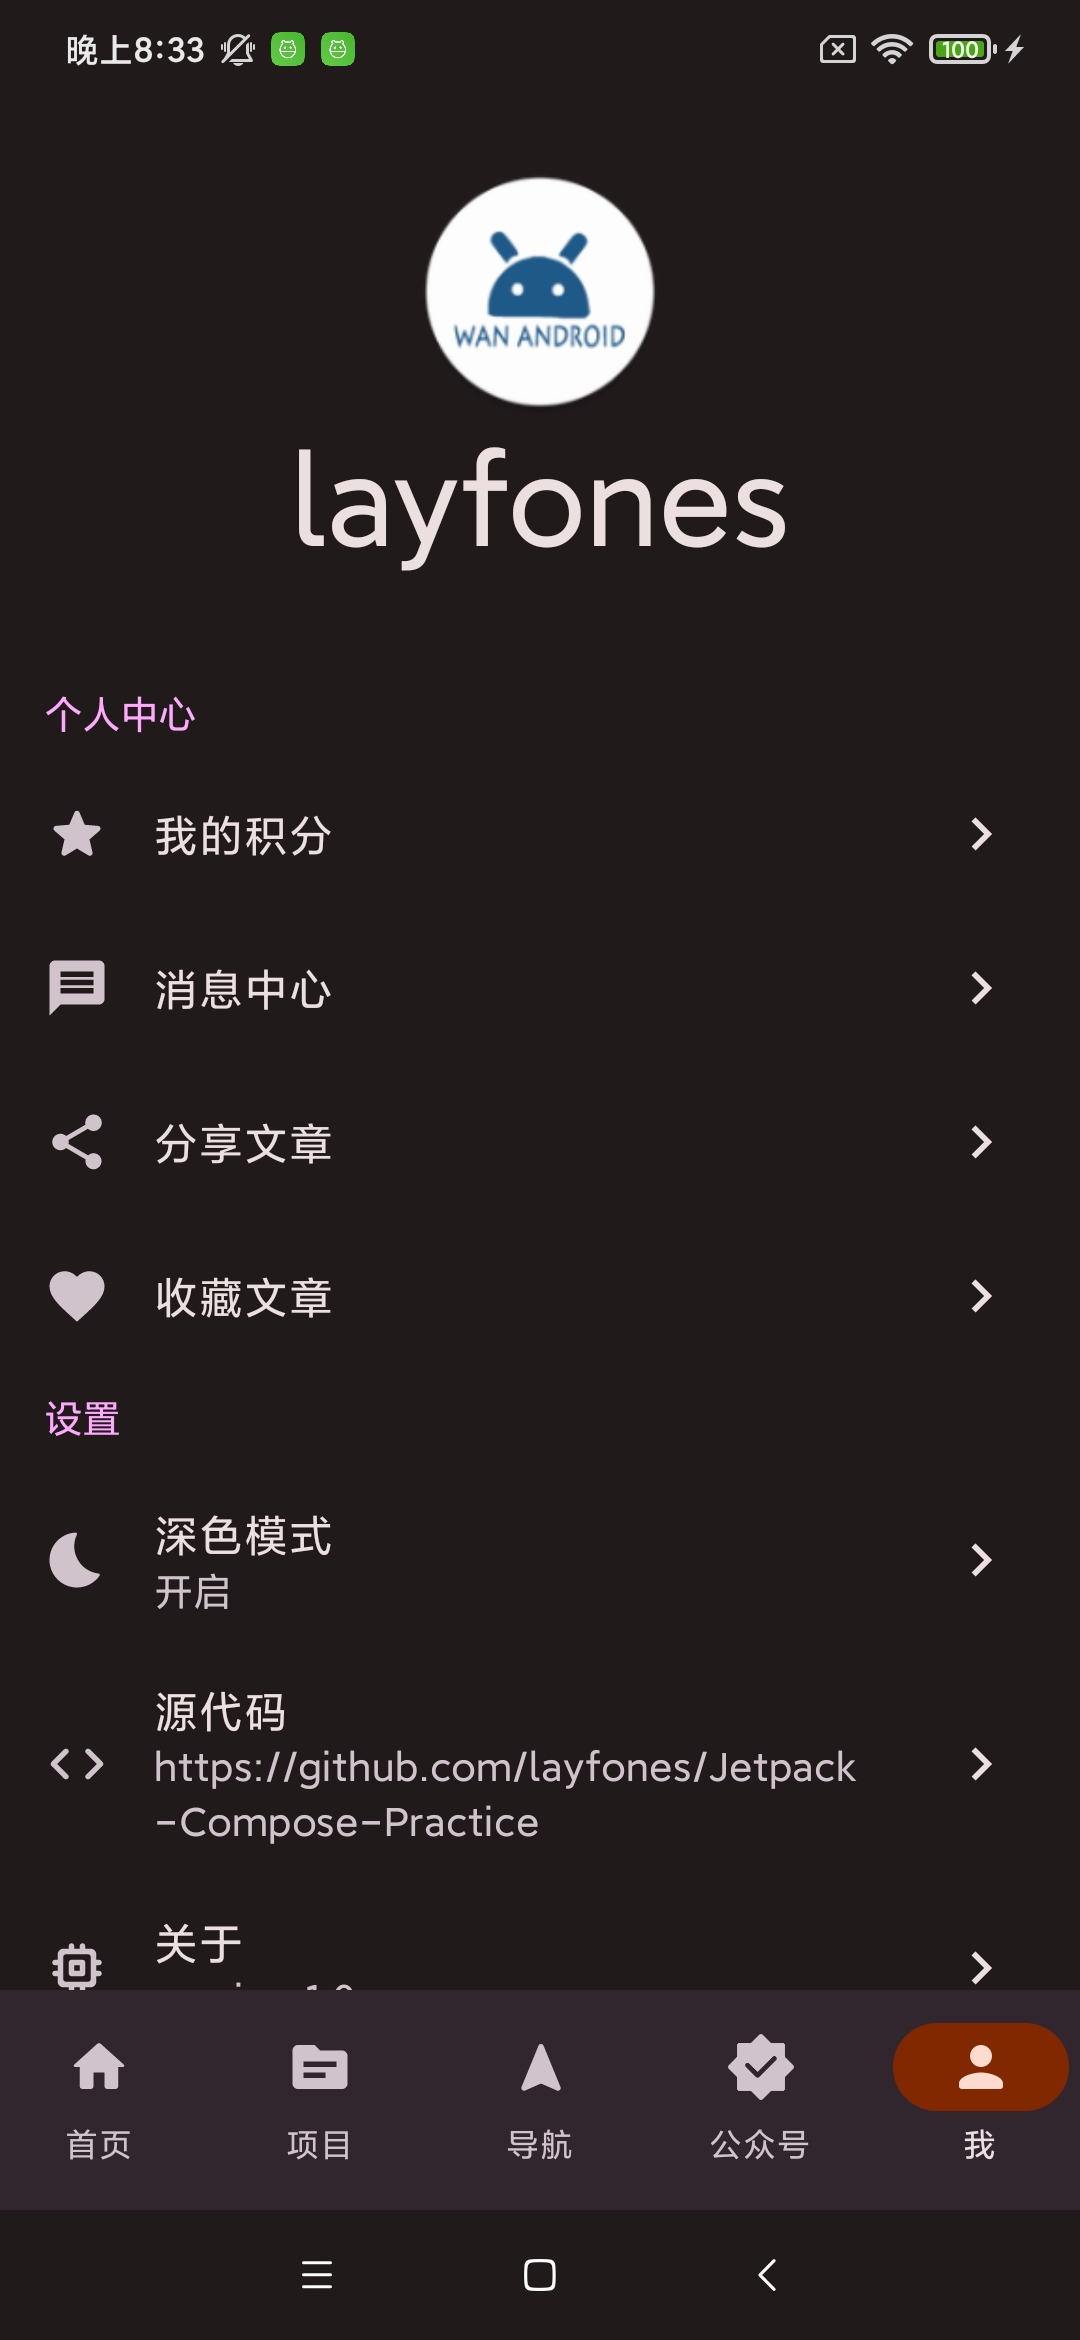 晚上8:33
100
WAN ANDROID
layfones
个人中心
我的积分
消息中心
分享文章
收藏文章
设置
深色模式
开启
源代码
https://github.com/layfones/Jetpack
-Compose-Practice
关于
首页
项目
导航
公众号
我